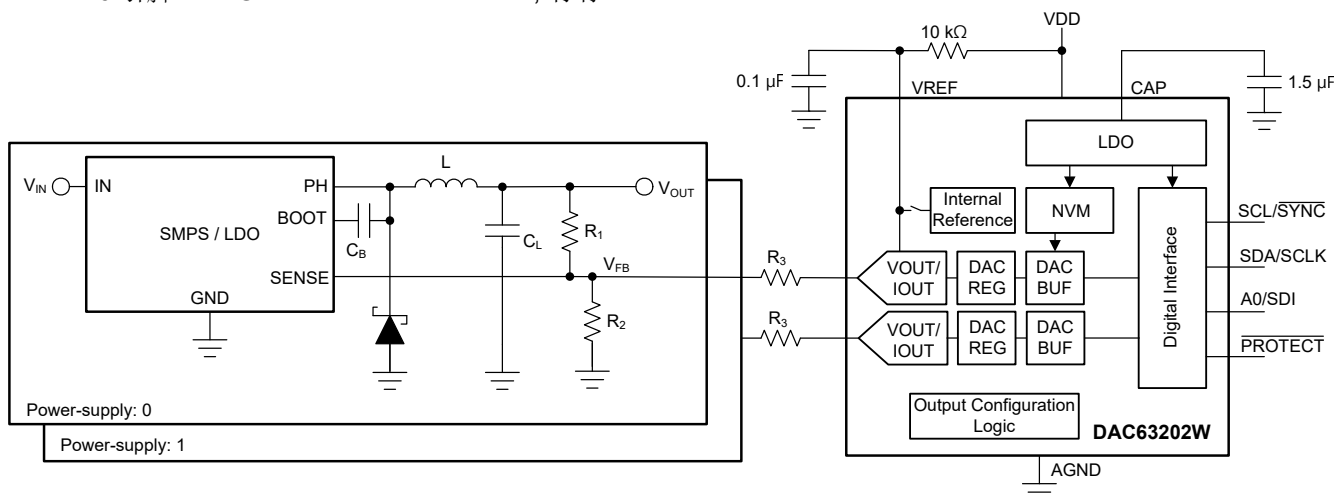 10 kΩ
VDD
0.1 µF
VREF
CAP
1.5 µF
LDO
Internal
Reference
NVM
VOUT/
IOUT
DAC
REG
DAC
BUF
VOUT/
IOUT
DAC
REG
DAC
BUF
Digital Interface
SCL/SYNC
SDA/SCLK
A0/SDI
PROTECT
Output Configuration
Logic
DAC63202W
AGND
VIN
IN
SMPS / LDO
PH
BOOT
SENSE
GND
CB
L
CL
R1
VOUT
VFB
R2
R3
R3
Power-supply: 0
Power-supply: 1